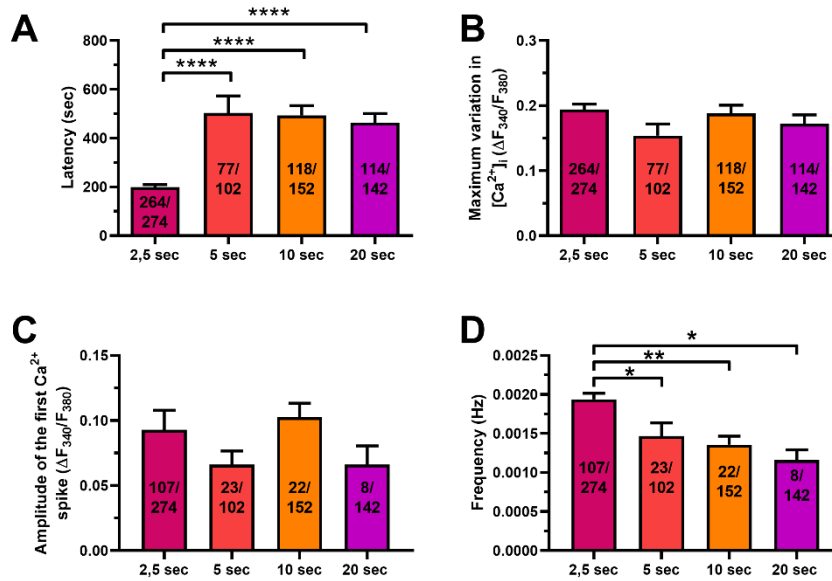 A
Latency (sec)
800
600
400
200
0
****
****
****
264/
274
77/
102
118/
152
114/
142
2,5 sec
5 sec
10 sec
20 sec
B
Maximum variation in
[Ca²⁺]ᵢ (ΔF₃₄₀/F₃₈₀)
0.3
0.2
0.1
0.0
264/
274
77/
102
118/
152
114/
142
2,5 sec
5 sec
10 sec
20 sec
C
Amplitude of the first Ca²⁺
spike (ΔF₃₄₀/F₃₈₀)
0.15
0.10
0.05
0.00
107/
274
23/
102
22/
152
8/
142
2,5 sec
5 sec
10 sec
20 sec
D
Frequency (Hz)
0.0025
0.0020
0.0015
0.0010
0.0005
0.0000
*
**
*
107/
274
23/
102
22/
152
8/
142
2,5 sec
5 sec
10 sec
20 sec